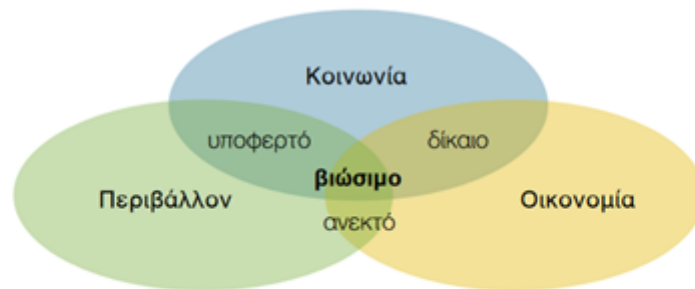 Κοινωνία
υποφερτό
δίκαιο
βιώσιμο
Περιβάλλον
Οικονομία
ανεκτό